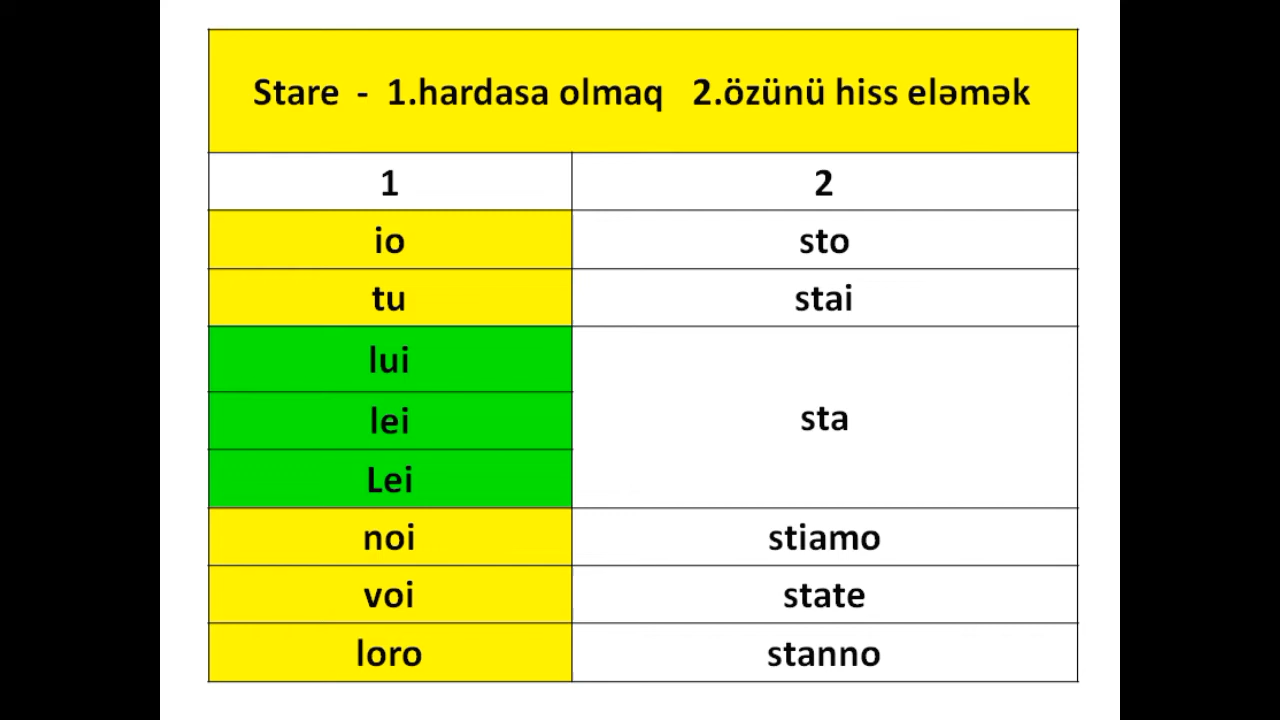 Stare - 1.hardasa olmaq 2.özünü hiss eləmək
1 2
io sto
tu stai
lui
lei sta
Lei
noi stiamo
voi state
loro stanno